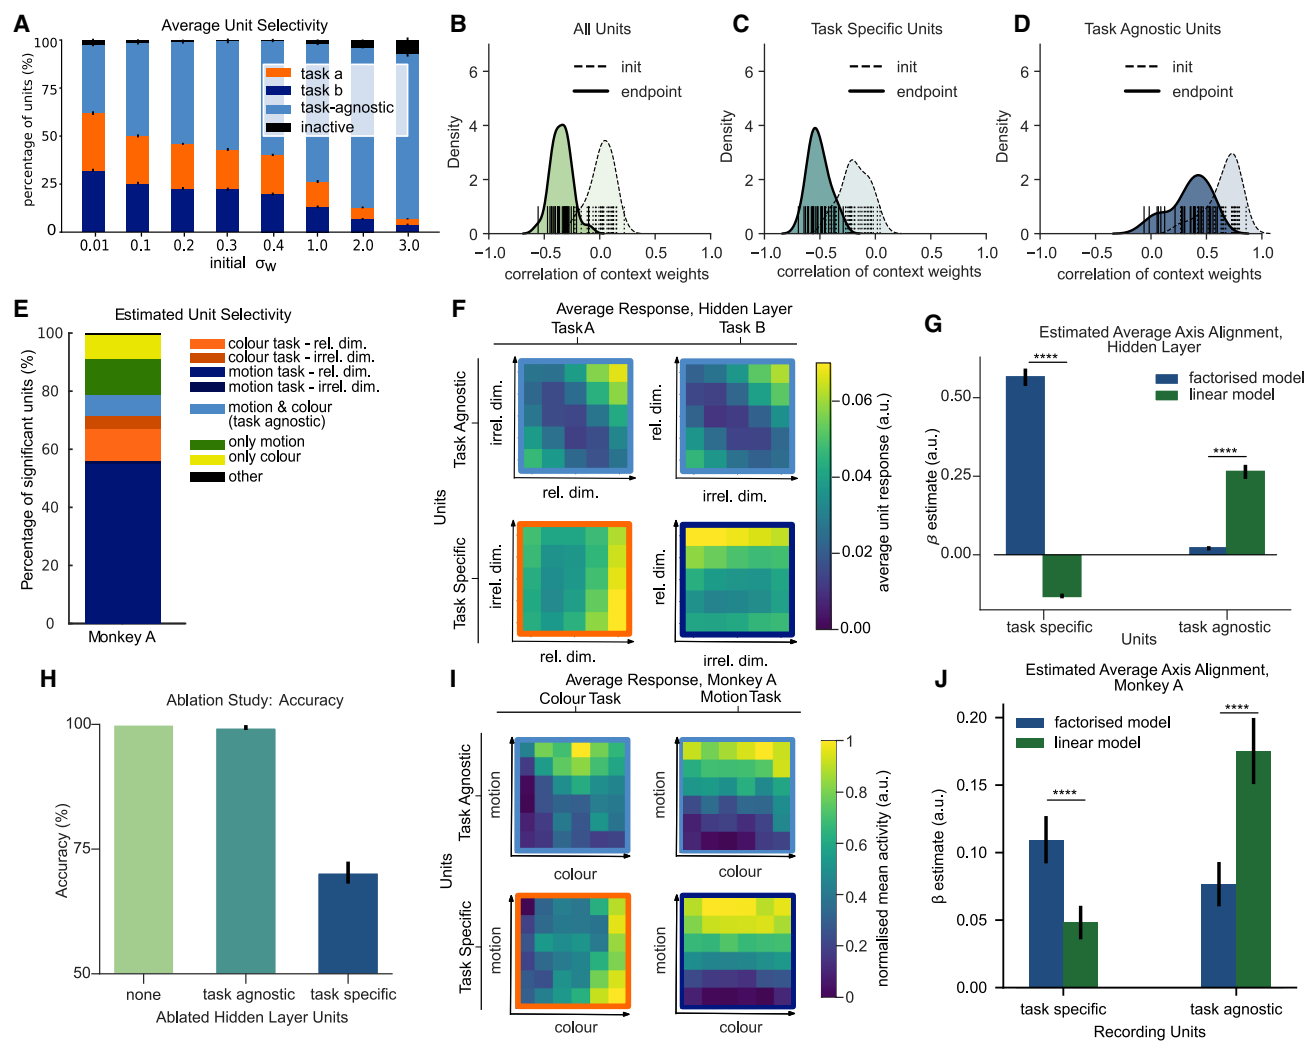 A
Average Unit Selectivity
percentage of units (%)
100
75
50
25
0
task a
task b
task-agnostic
inactive
0.01
0.1
0.2
0.3
0.4
1.0
2.0
3.0
initial σw
B
All Units
init
endpoint
Density
6
4
2
0
−1.0
−0.5
0.0
0.5
1.0
correlation of context weights
C
Task Specific Units
init
endpoint
Density
6
4
2
0
−1.0
−0.5
0.0
0.5
1.0
correlation of context weights
D
Task Agnostic Units
init
endpoint
Density
6
4
2
0
−1.0
−0.5
0.0
0.5
1.0
correlation of context weights
E
Estimated Unit Selectivity
Percentage of significant units (%)
100
80
60
40
20
0
Monkey A
colour task - rel. dim.
colour task - irrel. dim.
motion task - rel. dim.
motion task - irrel. dim.
motion & colour
(task agnostic)
only motion
only colour
other
F
Average Response, Hidden Layer
Task A
Task B
Units
Task Agnostic
Task Specific
irrel. dim.
rel. dim.
rel. dim.
irrel. dim.
irrel. dim.
rel. dim.
rel. dim.
irrel. dim.
0.06
0.04
0.02
0.00
average unit response (a.u.)
G
Estimated Average Axis Alignment,
Hidden Layer
β estimate (a.u.)
0.50
0.25
0.00
****
****
factorised model
linear model
task specific
task agnostic
Units
H
Ablation Study: Accuracy
Accuracy (%)
100
75
50
none
task agnostic
task specific
Ablated Hidden Layer Units
I
Average Response, Monkey A
Colour Task
Motion Task
Units
Task Agnostic
Task Specific
motion
colour
motion
colour
motion
colour
motion
colour
1
0.8
0.6
0.4
0.2
0
normalised mean activity (a.u.)
J
Estimated Average Axis Alignment,
Monkey A
β estimate (a.u.)
0.20
0.15
0.10
0.05
0.00
factorised model
linear model
****
****
task specific
task agnostic
Recording Units